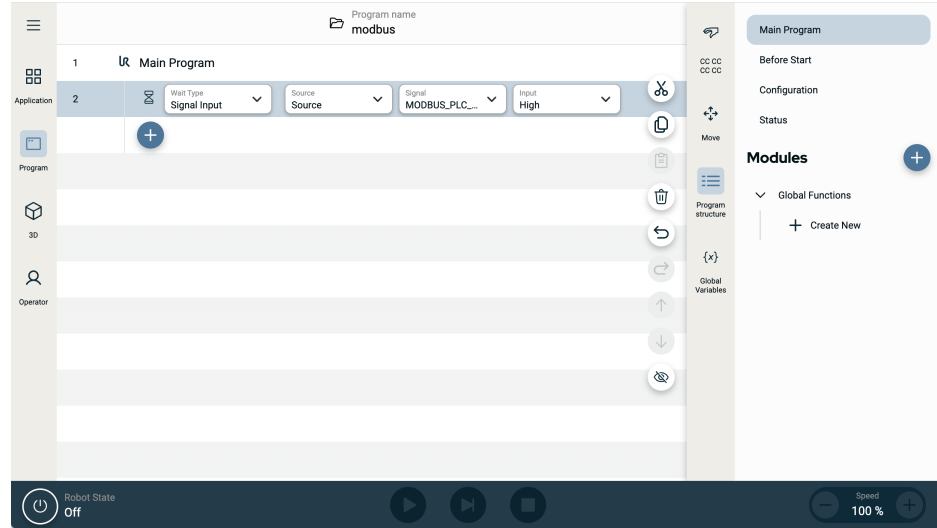 Program name
modbus
Application
Program
3D
Operator
1 Main Program
2
Wait Type
Signal Input
Source
Source
Signal
MODBUS_PLC_...
Input
High
CC CC
CC CC
Move
Program
structure
{x}
Global
Variables
Main Program
Before Start
Configuration
Status
Modules
Global Functions
Create New
Robot State
Off
Speed
100 %